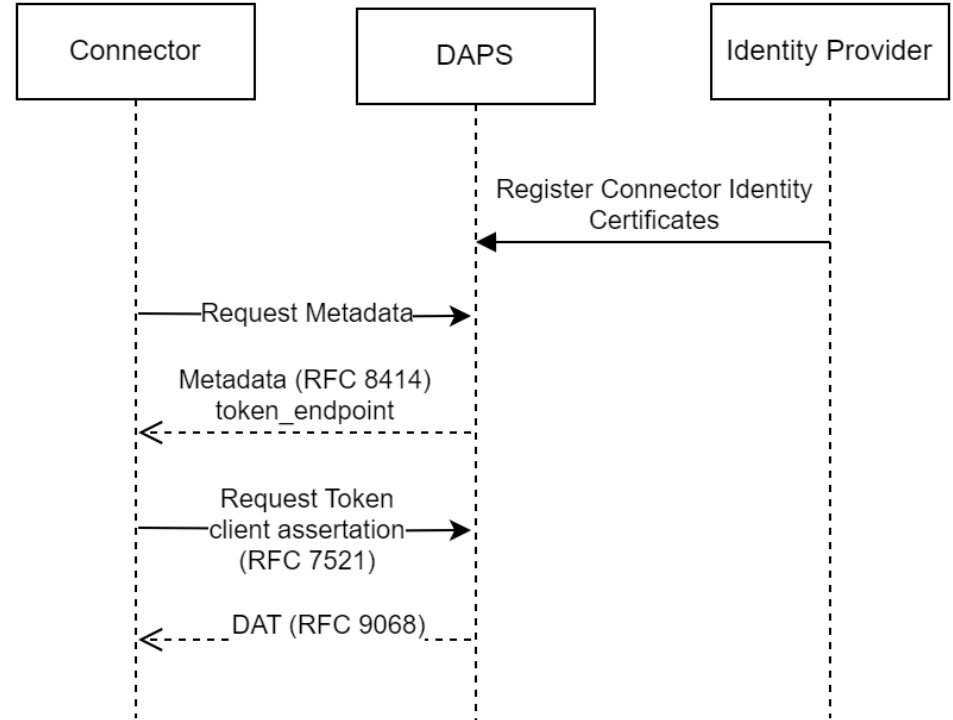 Connector
DAPS
Identity Provider
Register Connector Identity
Certificates
Request Metadata
Metadata (RFC 8414)
token_endpoint
Request Token
client assertation
(RFC 7521)
DAT (RFC 9068)